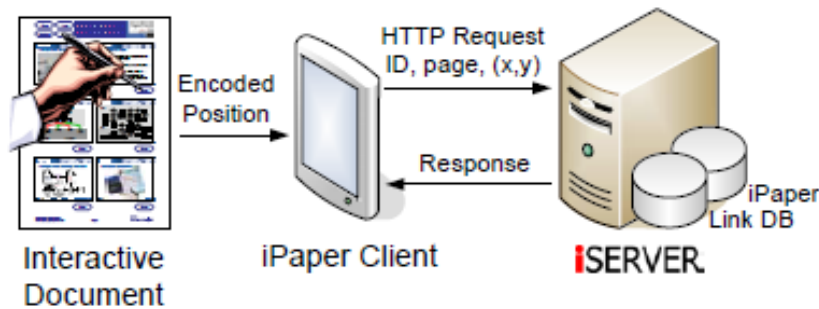 Encoded
Position
HTTP Request
ID, page, (x,y)
Response
iPaper
Link DB
Interactive
Document
iPaper Client
iSERVER